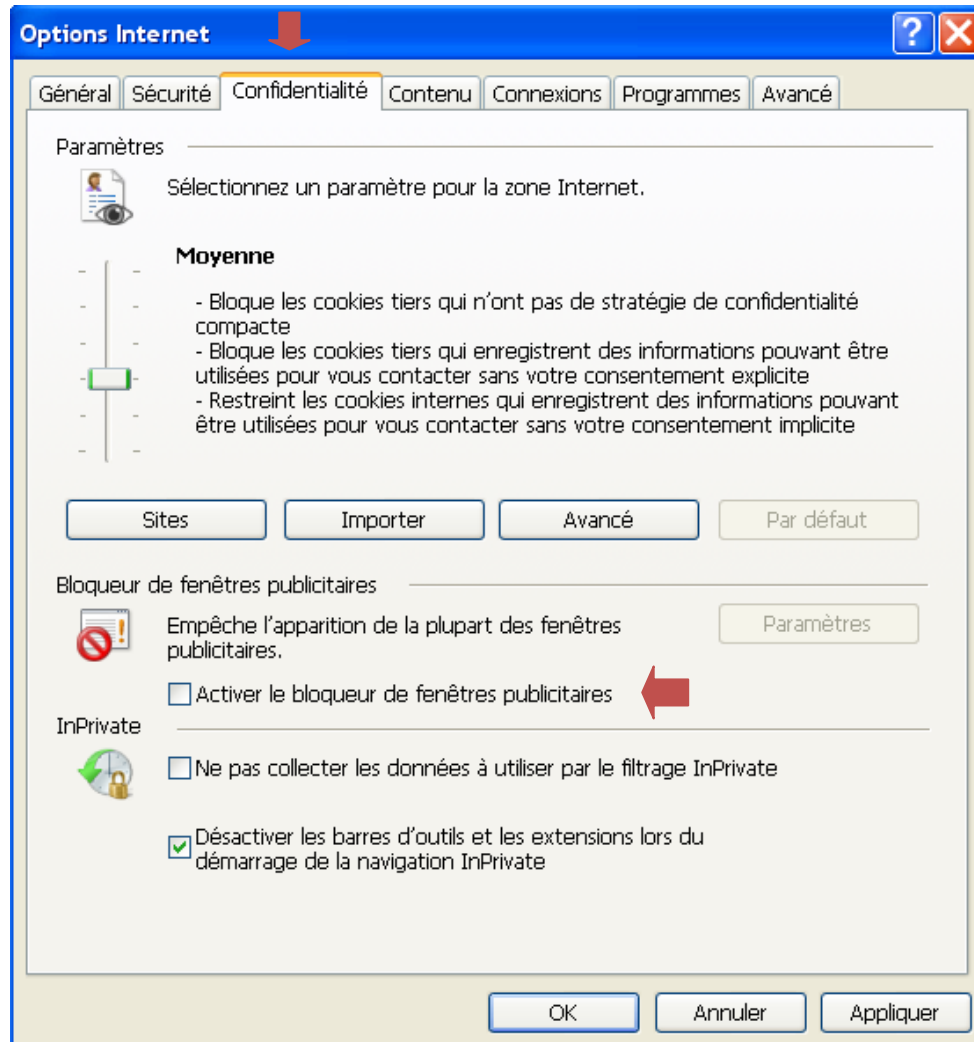 Options Internet
Général Sécurité Confidentialité Contenu Connexions Programmes Avancé
Paramètres
Sélectionnez un paramètre pour la zone Internet.
Moyenne
- Bloque les cookies tiers qui n'ont pas de stratégie de confidentialité
compacte
- Bloque les cookies tiers qui enregistrent des informations pouvant être
utilisées pour vous contacter sans votre consentement explicite
- Restreint les cookies internes qui enregistrent des informations pouvant
être utilisées pour vous contacter sans votre consentement implicite
Sites Importer Avancé Par défaut
Bloqueur de fenêtres publicitaires
Empêche l'apparition de la plupart des fenêtres
publicitaires.
Paramètres
Activer le bloqueur de fenêtres publicitaires
InPrivate
Ne pas collecter les données à utiliser par le filtrage InPrivate
Désactiver les barres d'outils et les extensions lors du
démarrage de la navigation InPrivate
OK Annuler Appliquer